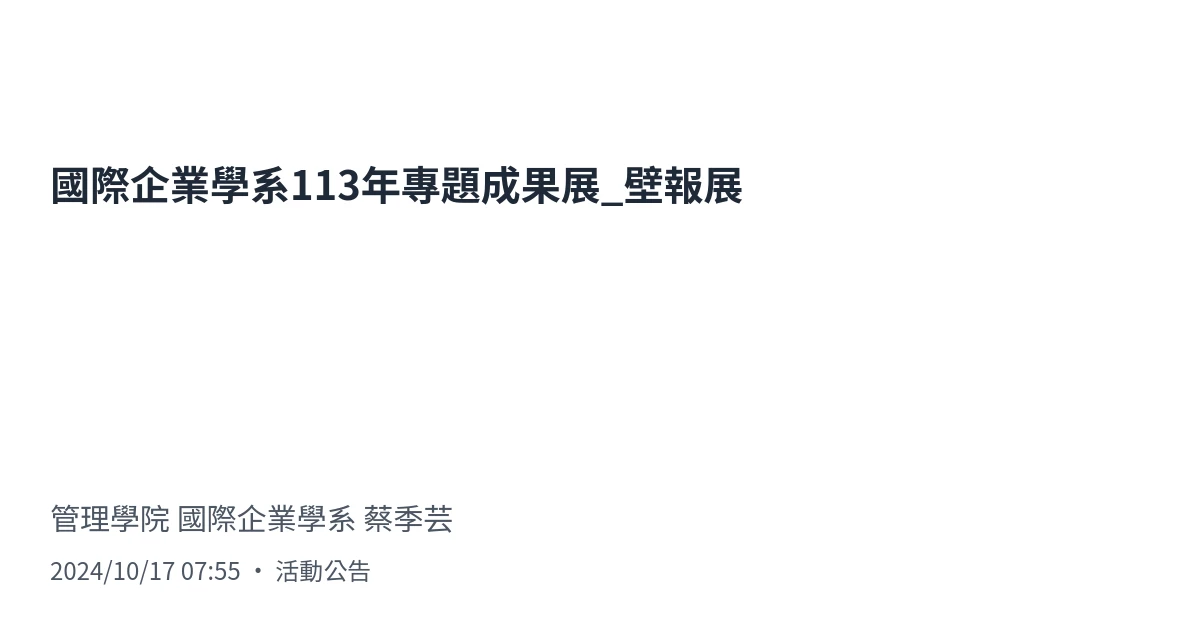 國際企業學系113年專題成果展_壁報展
管理學院 國際企業學系 蔡季芸
2024/10/17 07:55 • 活動公告